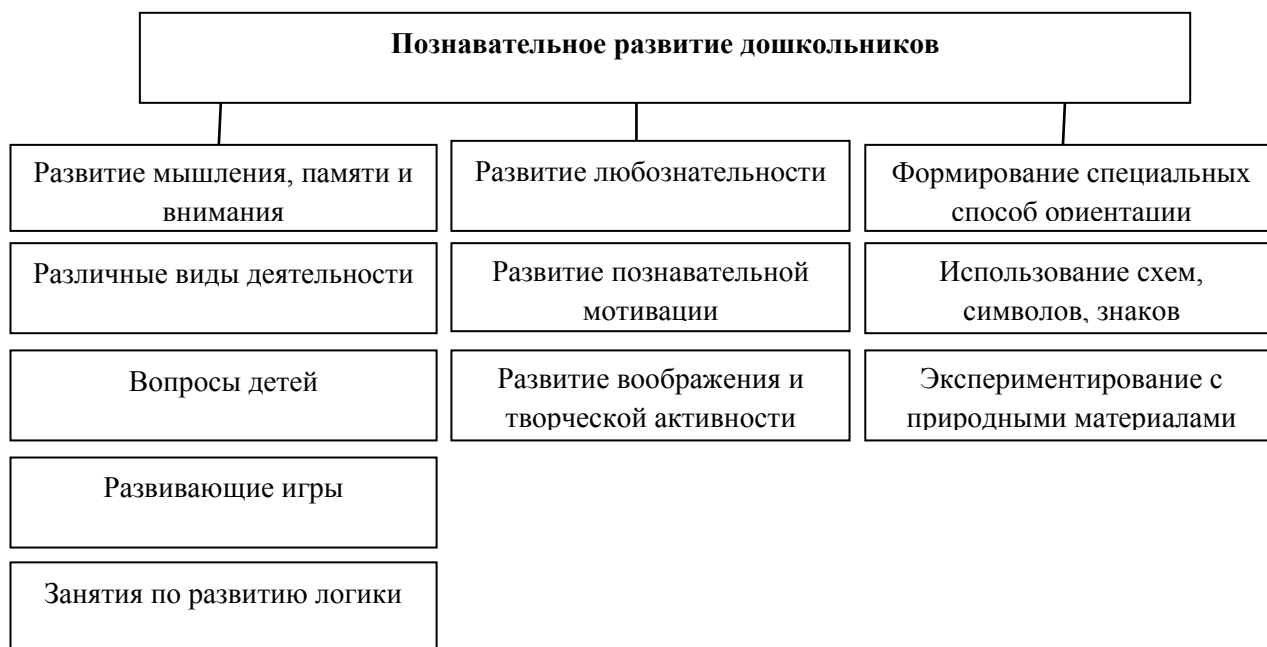 Познавательное развитие дошкольников
Развитие мышления, памяти и
внимания
Развитие любознательности
Формирование специальных
способ ориентации
Различные виды деятельности
Развитие познавательной
мотивации
Использование схем,
символов, знаков
Вопросы детей
Развитие воображения и
творческой активности
Экспериментирование с
природными материалами
Развивающие игры
Занятия по развитию логики